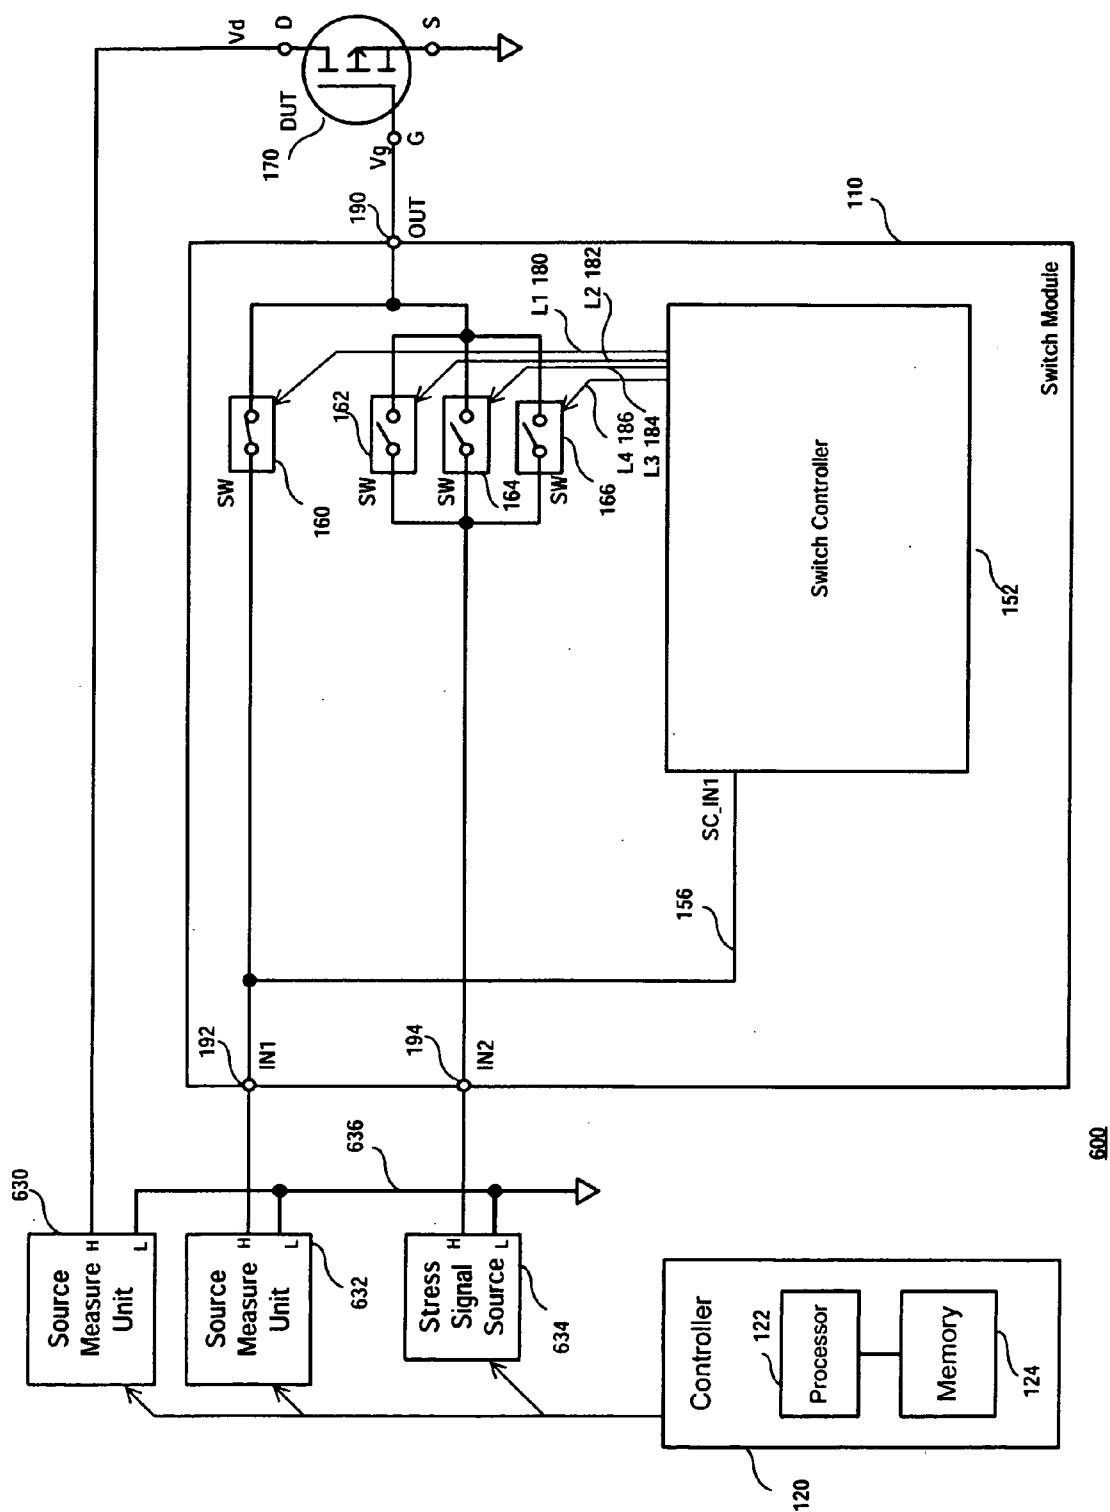 630
Source
Measure
Unit
H
L
Source
Measure
Unit
H
L
632
Stress
Signal
Source
H
L
634
636
Controller
122
Processor
Memory
124
120
192
IN1
194
IN2
156
SC_IN1
SW
160
SW
162
SW
164
SW
166
L1 180
L2 182
L4 186
L3 184
Switch Controller
152
Switch Module
110
190
OUT
170
DUT
Vg
G
Vd
D
S
600